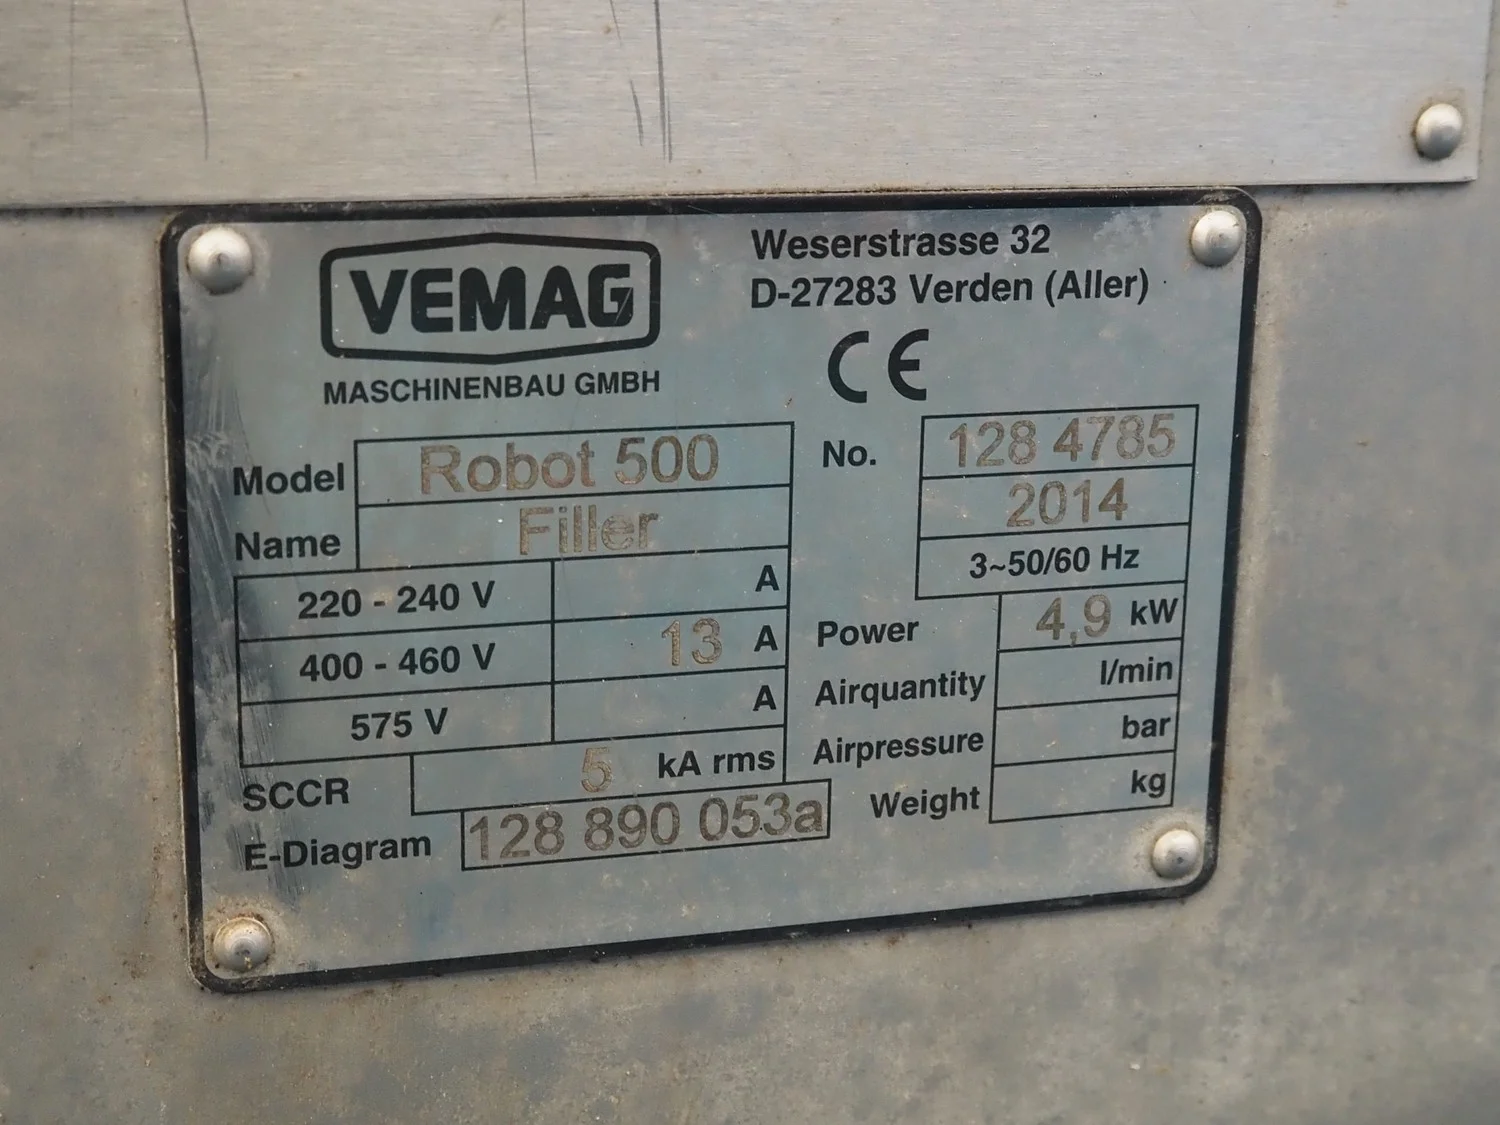 VEMAG
MASCHINENBAU GMBH
Weserstrasse 32
D-27283 Verden (Aller)
CE
Model Robot 500
Name Filler
220 - 240 V A
400 - 460 V 13 A
575 V A
SCCR 5 kA rms
E-Diagram 128 890 053a
No. 128 4785
2014
3~50/60 Hz
Power 4,9 kW
Airquantity l/min
Airpressure bar
Weight kg